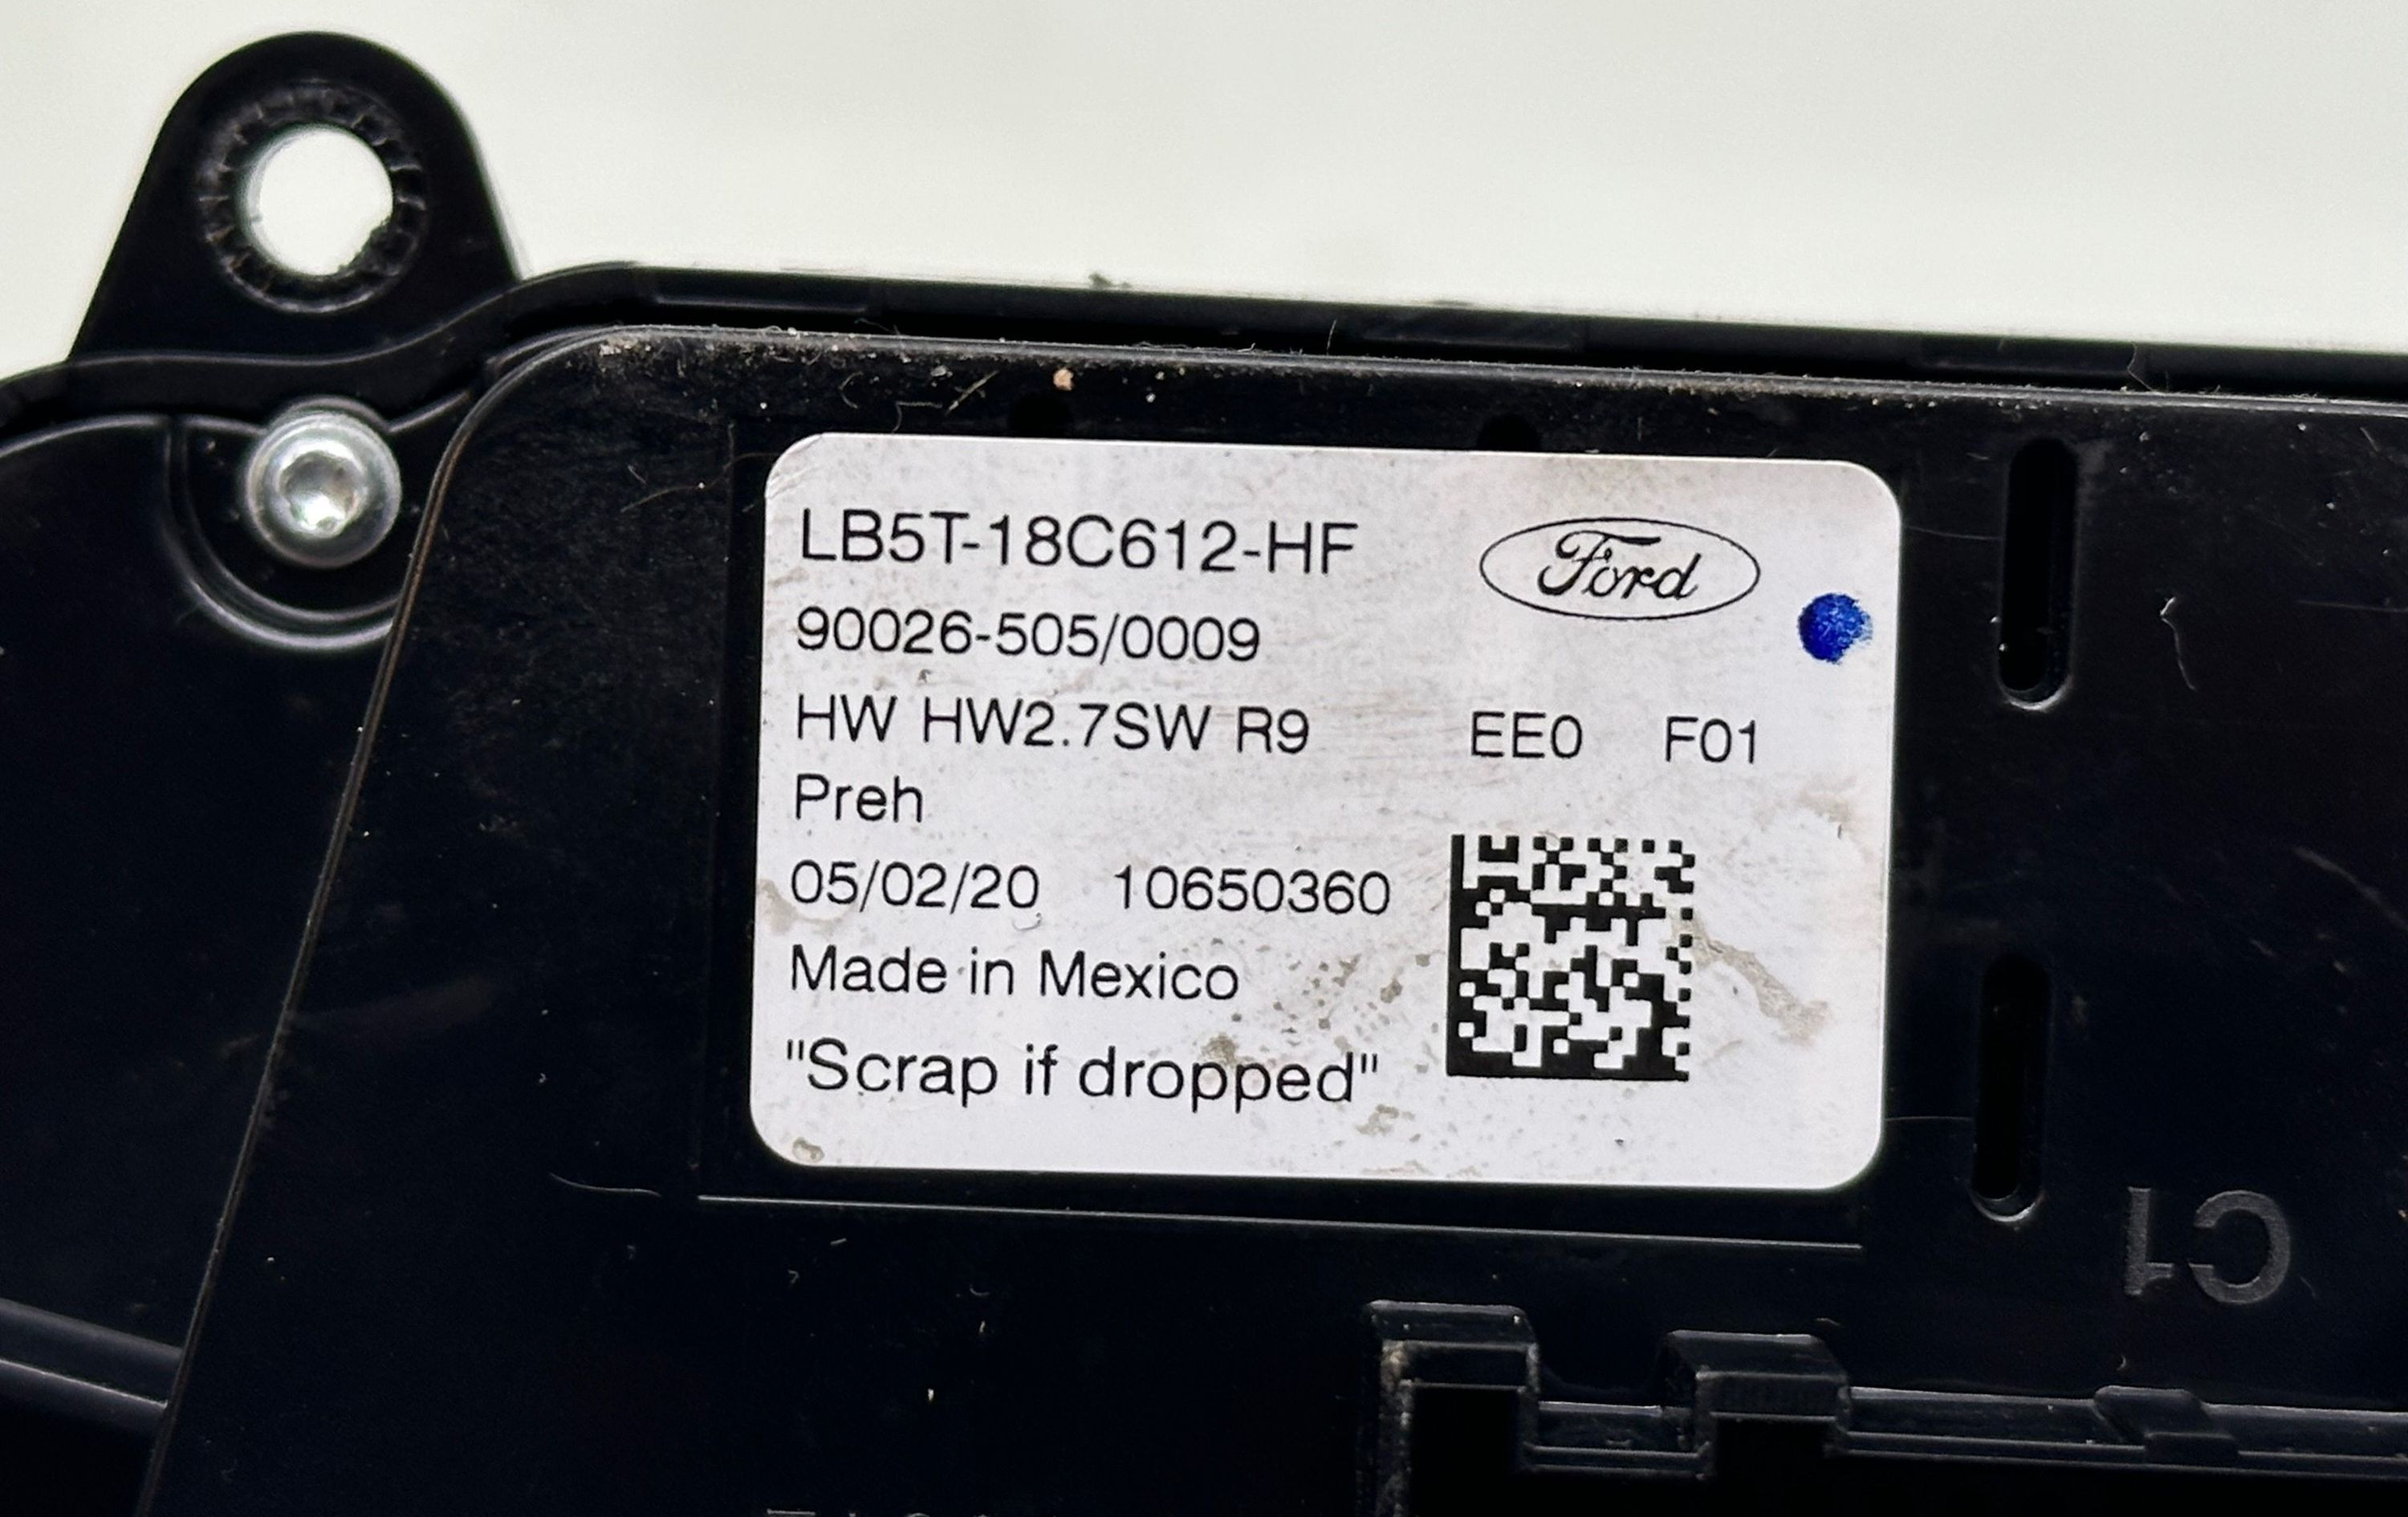 LB5T-18C612-HF
Ford
90026-505/0009
HW HW2.7SW R9 EE0 F01
Preh
05/02/20 10650360
Made in Mexico
"Scrap if dropped"
C1